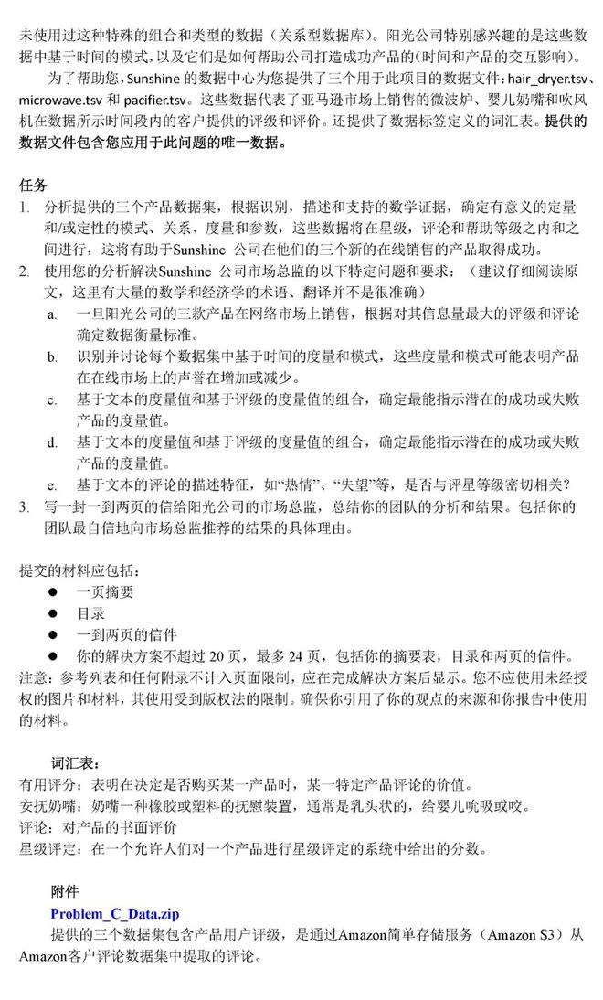 未使用过这种特殊的组合和类型的数据（关系型数据库）。阳光公司特别感兴趣的是这些数
据中基于时间的模式，以及它们是如何帮助公司打造成功产品的(时间和产品的交互影响)。
为了帮助您，Sunshine 的数据中心为您提供了三个用于此项目的数据文件：hair_dryer.tsv、
microwave.tsv 和 pacifier.tsv。这些数据代表了亚马逊市场上销售的微波炉、婴儿奶嘴和吹风
机在数据所示时间段内的客户提供的评级和评价。还提供了数据标签定义的词汇表。提供的
数据文件包含您应用于此问题的唯一数据。
任务
1. 分析提供的三个产品数据集，根据识别，描述和支持的数学证据，确定有意义的定量
和/或定性的模式、关系、度量和参数，这些数据将在星级，评论和帮助等级之内和之
间进行，这将有助于Sunshine 公司在他们的三个新的在线销售的产品取得成功。
2. 使用您的分析解决Sunshine 公司市场总监的以下特定问题和要求：（建议仔细阅读原
文，这里有大量的数学和经济学的术语、翻译并不是很准确）
a. 一旦阳光公司的三款产品在网络市场上销售，根据对其信息量最大的评级和评论
确定数据衡量标准。
b. 识别并讨论每个数据集中基于时间的度量和模式，这些度量和模式可能表明产品
在在线市场上的声誉在增加或减少。
c. 基于文本的度量值和基于评级的度量值的组合，确定最能指示潜在的成功或失败
产品的度量值。
d. 基于文本的度量值和基于评级的度量值的组合，确定最能指示潜在的成功或失败
产品的度量值。
e. 基于文本的评论的描述特征，如“热情”、“失望”等，是否与评星等级密切相关？
3. 写一封一到两页的信给阳光公司的市场总监，总结你的团队的分析和结果。包括你的
团队最自信地向市场总监推荐的结果的具体理由。
提交的材料应包括：
● 一页摘要
● 目录
● 一到两页的信件
● 你的解决方案不超过 20 页，最多 24 页，包括你的摘要表，目录和两页的信件。
注意：参考列表和任何附录不计入页面限制，应在完成解决方案后显示。您不应使用未经授
权的图片和材料，其使用受到版权法的限制。确保你引用了你的观点的来源和你报告中使用
的材料。
词汇表：
有用评分：表明在决定是否购买某一产品时，某一特定产品评论的价值。
安抚奶嘴：奶嘴一种橡胶或塑料的抚慰装置，通常是乳头状的，给婴儿吮吸或咬。
评论：对产品的书面评价
星级评定：在一个允许人们对一个产品进行星级评定的系统中给出的分数。
附件
Problem_C_Data.zip
提供的三个数据集包含产品用户评级，是通过Amazon简单存储服务（Amazon S3）从
Amazon客户评论数据集中提取的评论。